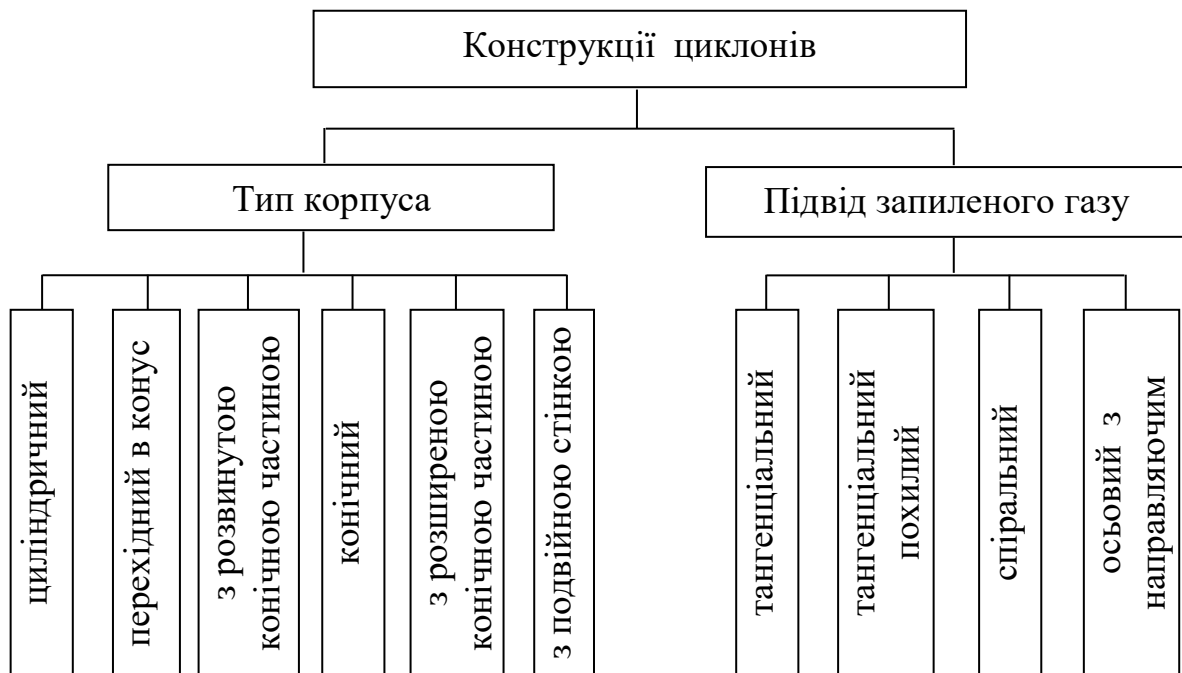 Конструкції циклонів
Тип корпуса
Підвід запиленого газу
циліндричний
перехідний в конус
з розвинутою
конічною частиною
конічний
з розширеною
конічною частиною
з подвійною стінкою
тангенціальний
тангенціальний
похилий
спіральний
осьовий з
направляючим